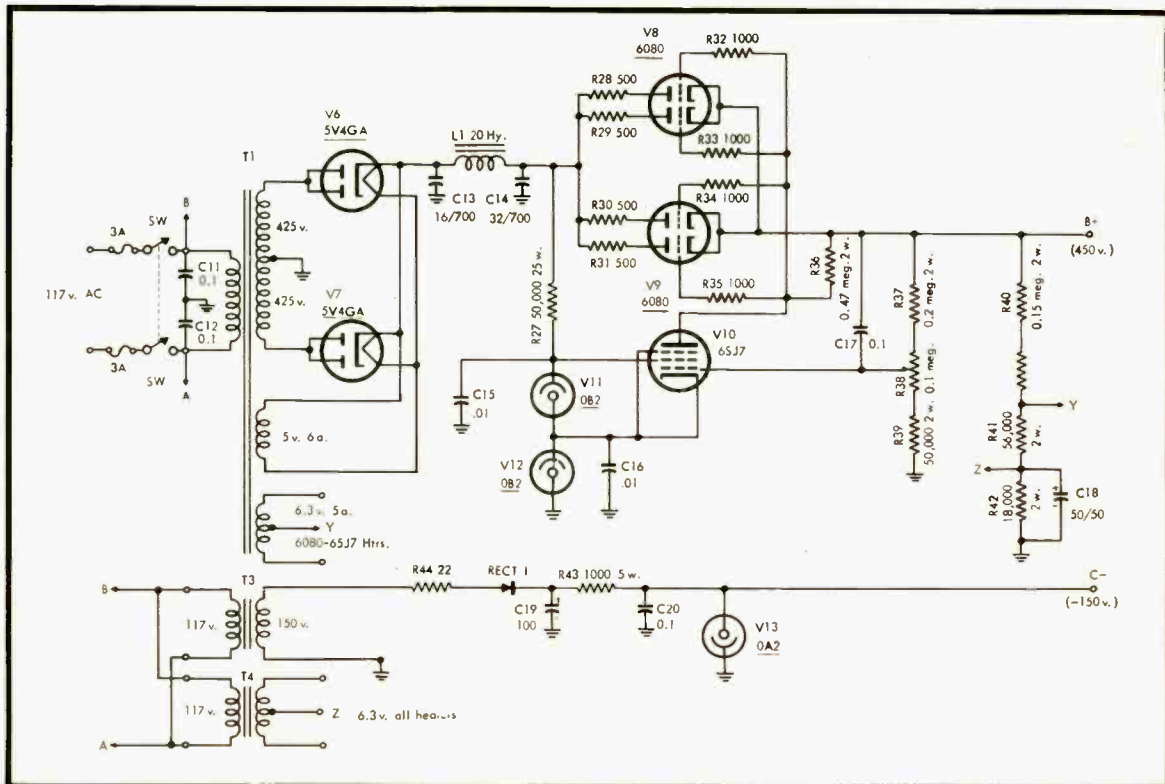 V8
6080
R32 1000
R28 500
R29 500
R33 1000
R34 1000
R30 500
R31 500
R35 1000
V9
6080
V6
5V4GA
L1 20 Hy.
C13
16/700
C14
32/700
T1
B
3A
SW
C11
0.1
117 v. AC
C12
0.1
3A
SW
A
425 v.
425 v.
V7
5V4GA
5 v. 6 a.
6.3 v. 5 a.
Y
6080-6SJ7 Htrs.
R27 50,000 25 w.
C15
.01
V11
0B2
V12
0B2
C16
.01
V10
6SJ7
R36
0.47 meg. 2 w.
C17
0.1
R37
0.2 meg. 2 w.
R38
0.1 meg.
R39
50,000 2 w.
B+
(450 v.)
R40
0.15 meg. 2 w.
Y
R41
56,000
2 w.
Z
R42
18,000
2 w.
C18
50/50
B
T3
117 v.
150 v.
R44 22
RECT 1
R43 1000 5 w.
C19
100
C20
0.1
V13
0A2
C-
(-150 v.)
T4
117 v.
Z
6.3 v. all heaters
A